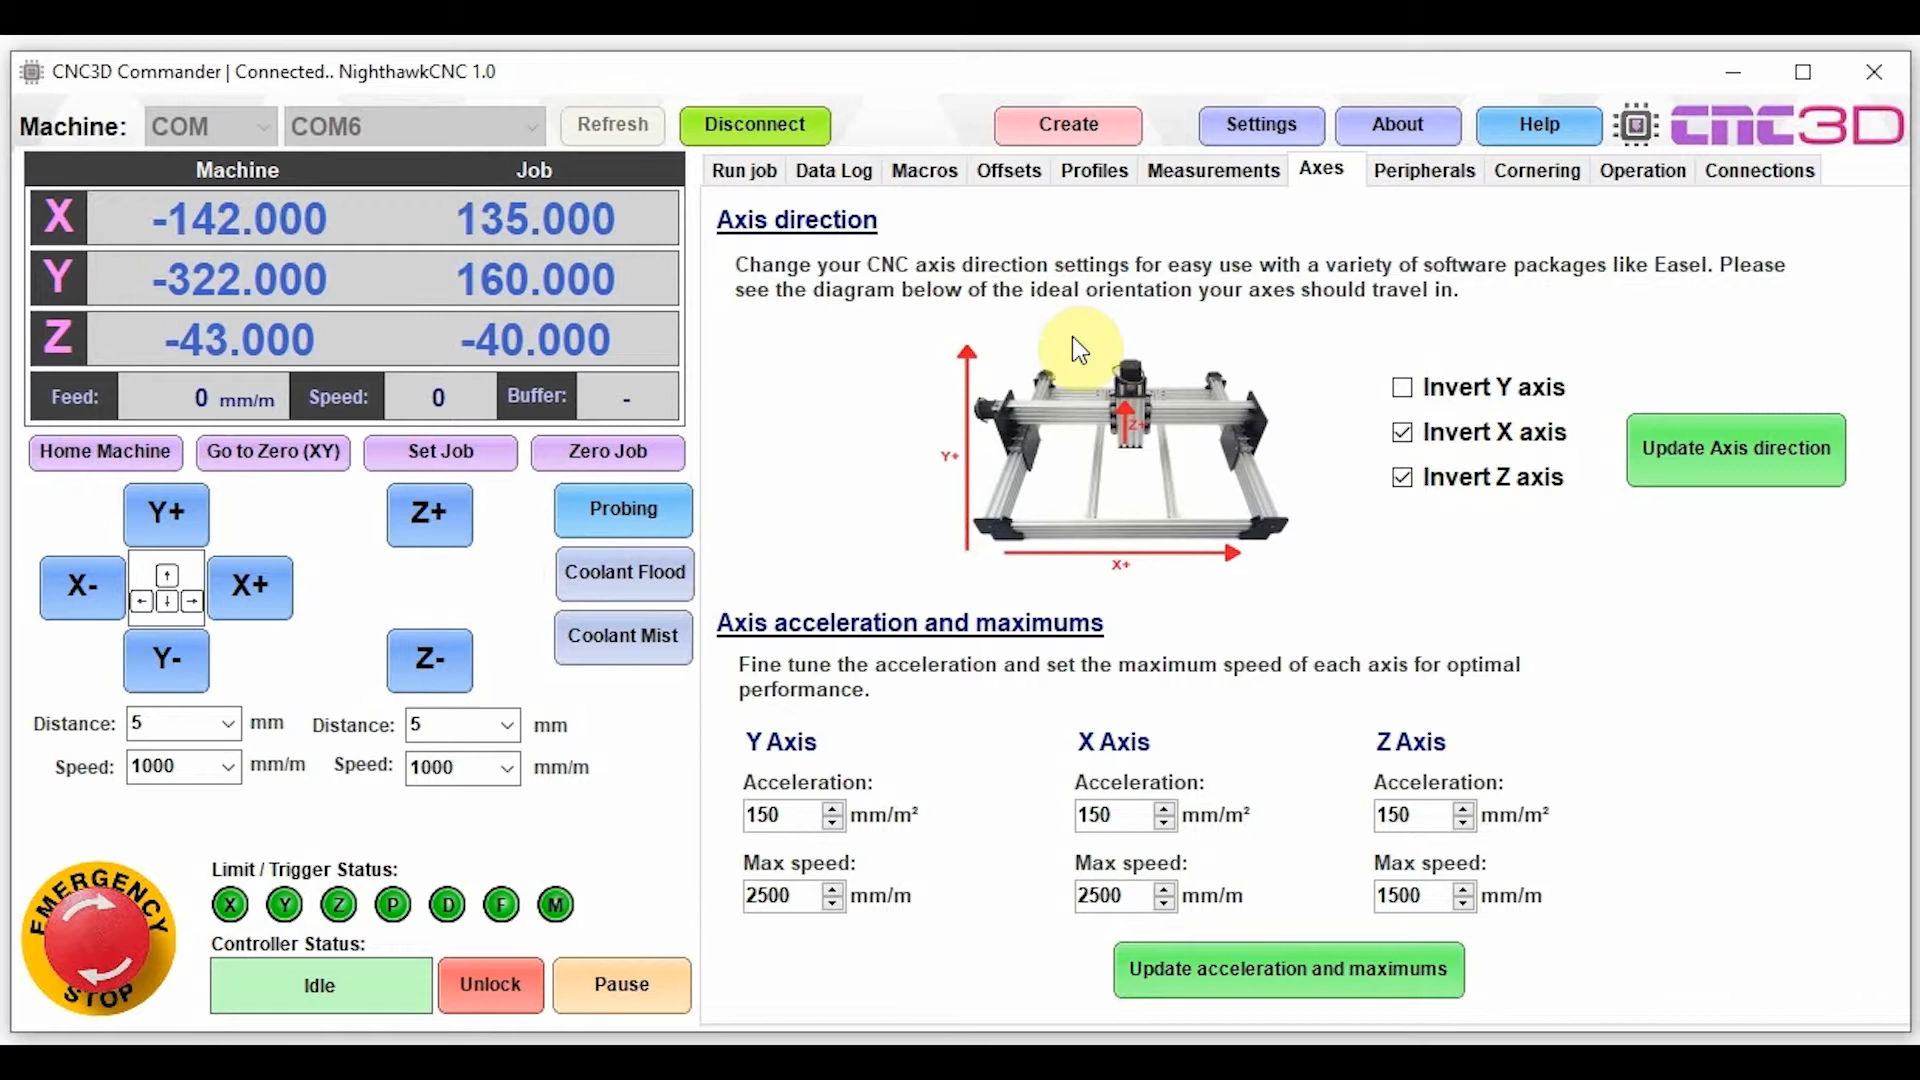 CNC3D Commander | Connected.. NighthawkCNC 1.0
Machine: COM COM6 Refresh Disconnect Create Settings About Help CNC3D
Machine Job
X -142.000 135.000
Y -322.000 160.000
Z -43.000 -40.000
Feed: 0 mm/m Speed: 0 Buffer: -
Home Machine Go to Zero (XY) Set Job Zero Job
Y+ Z+ Probing
X- X+ Coolant Flood
Coolant Mist
Y- Z-
Distance: 5 mm Distance: 5 mm
Speed: 1000 mm/m Speed: 1000 mm/m
EMERGENCY
STOP
Limit / Trigger Status:
X Y Z P D F M
Controller Status:
Idle Unlock Pause
Run job Data Log Macros Offsets Profiles Measurements Axes Peripherals Cornering Operation Connections
Axis direction
Change your CNC axis direction settings for easy use with a variety of software packages like Easel. Please
see the diagram below of the ideal orientation your axes should travel in.
Y+
Z+
X+
Invert Y axis
Invert X axis
Invert Z axis
Update Axis direction
Axis acceleration and maximums
Fine tune the acceleration and set the maximum speed of each axis for optimal
performance.
Y Axis X Axis Z Axis
Acceleration: Acceleration: Acceleration:
150 mm/m² 150 mm/m² 150 mm/m²
Max speed: Max speed: Max speed:
2500 mm/m 2500 mm/m 1500 mm/m
Update acceleration and maximums